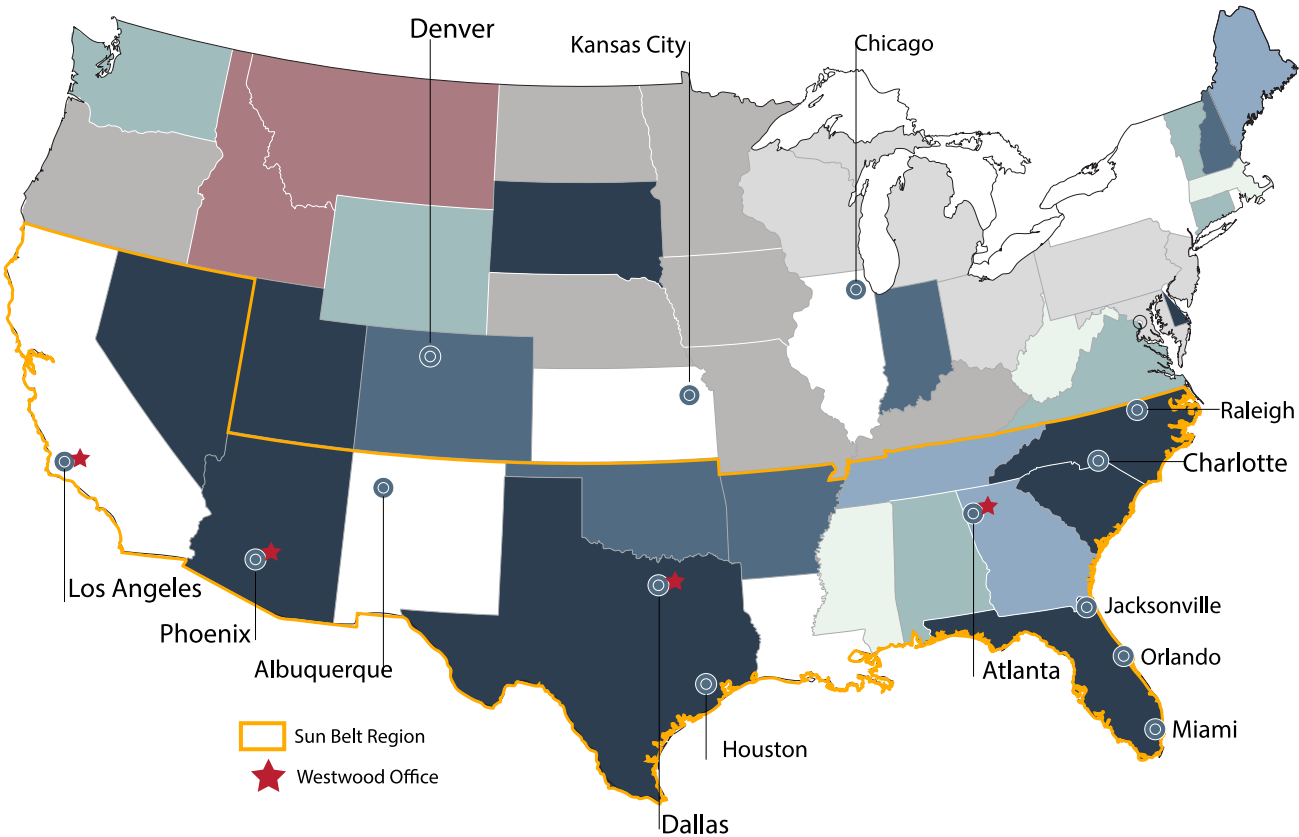 Denver
Kansas City
Chicago
Raleigh
Charlotte
Los Angeles
Phoenix
Albuquerque
Jacksonville
Orlando
Atlanta
Miami
Sun Belt Region
Houston
Westwood Office
Dallas